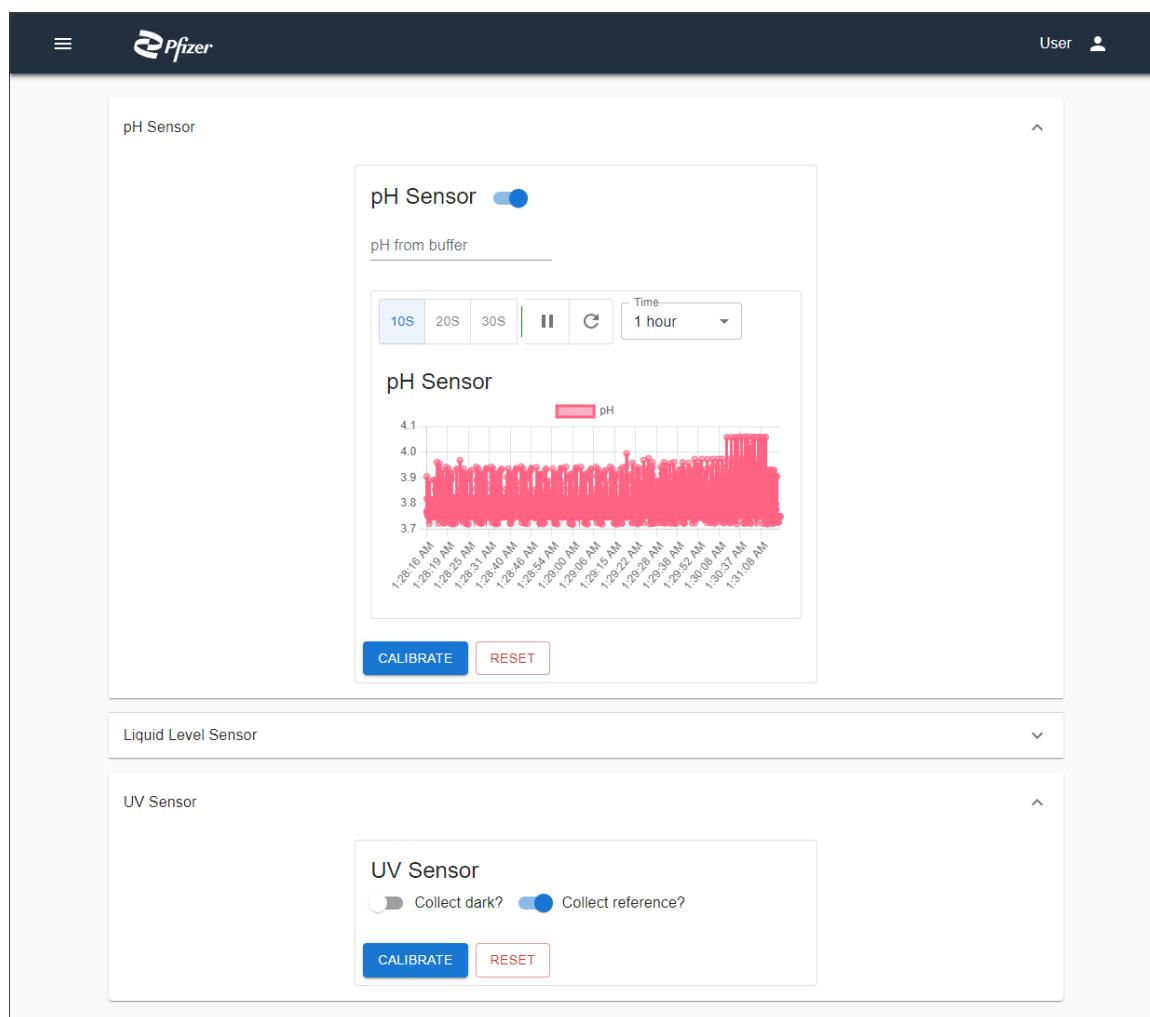 Pfizer
User
pH Sensor
pH Sensor
pH from buffer
10S 20S 30S
Time
1 hour
pH Sensor
pH
4.1
4.0
3.9
3.8
3.7
1:28:16 AM
1:28:19 AM
1:28:25 AM
1:28:31 AM
1:28:40 AM
1:28:46 AM
1:28:54 AM
1:29:00 AM
1:29:06 AM
1:29:15 AM
1:29:22 AM
1:29:28 AM
1:29:38 AM
1:29:52 AM
1:30:08 AM
1:30:37 AM
1:31:08 AM
CALIBRATE RESET
Liquid Level Sensor
UV Sensor
UV Sensor
Collect dark? Collect reference?
CALIBRATE RESET